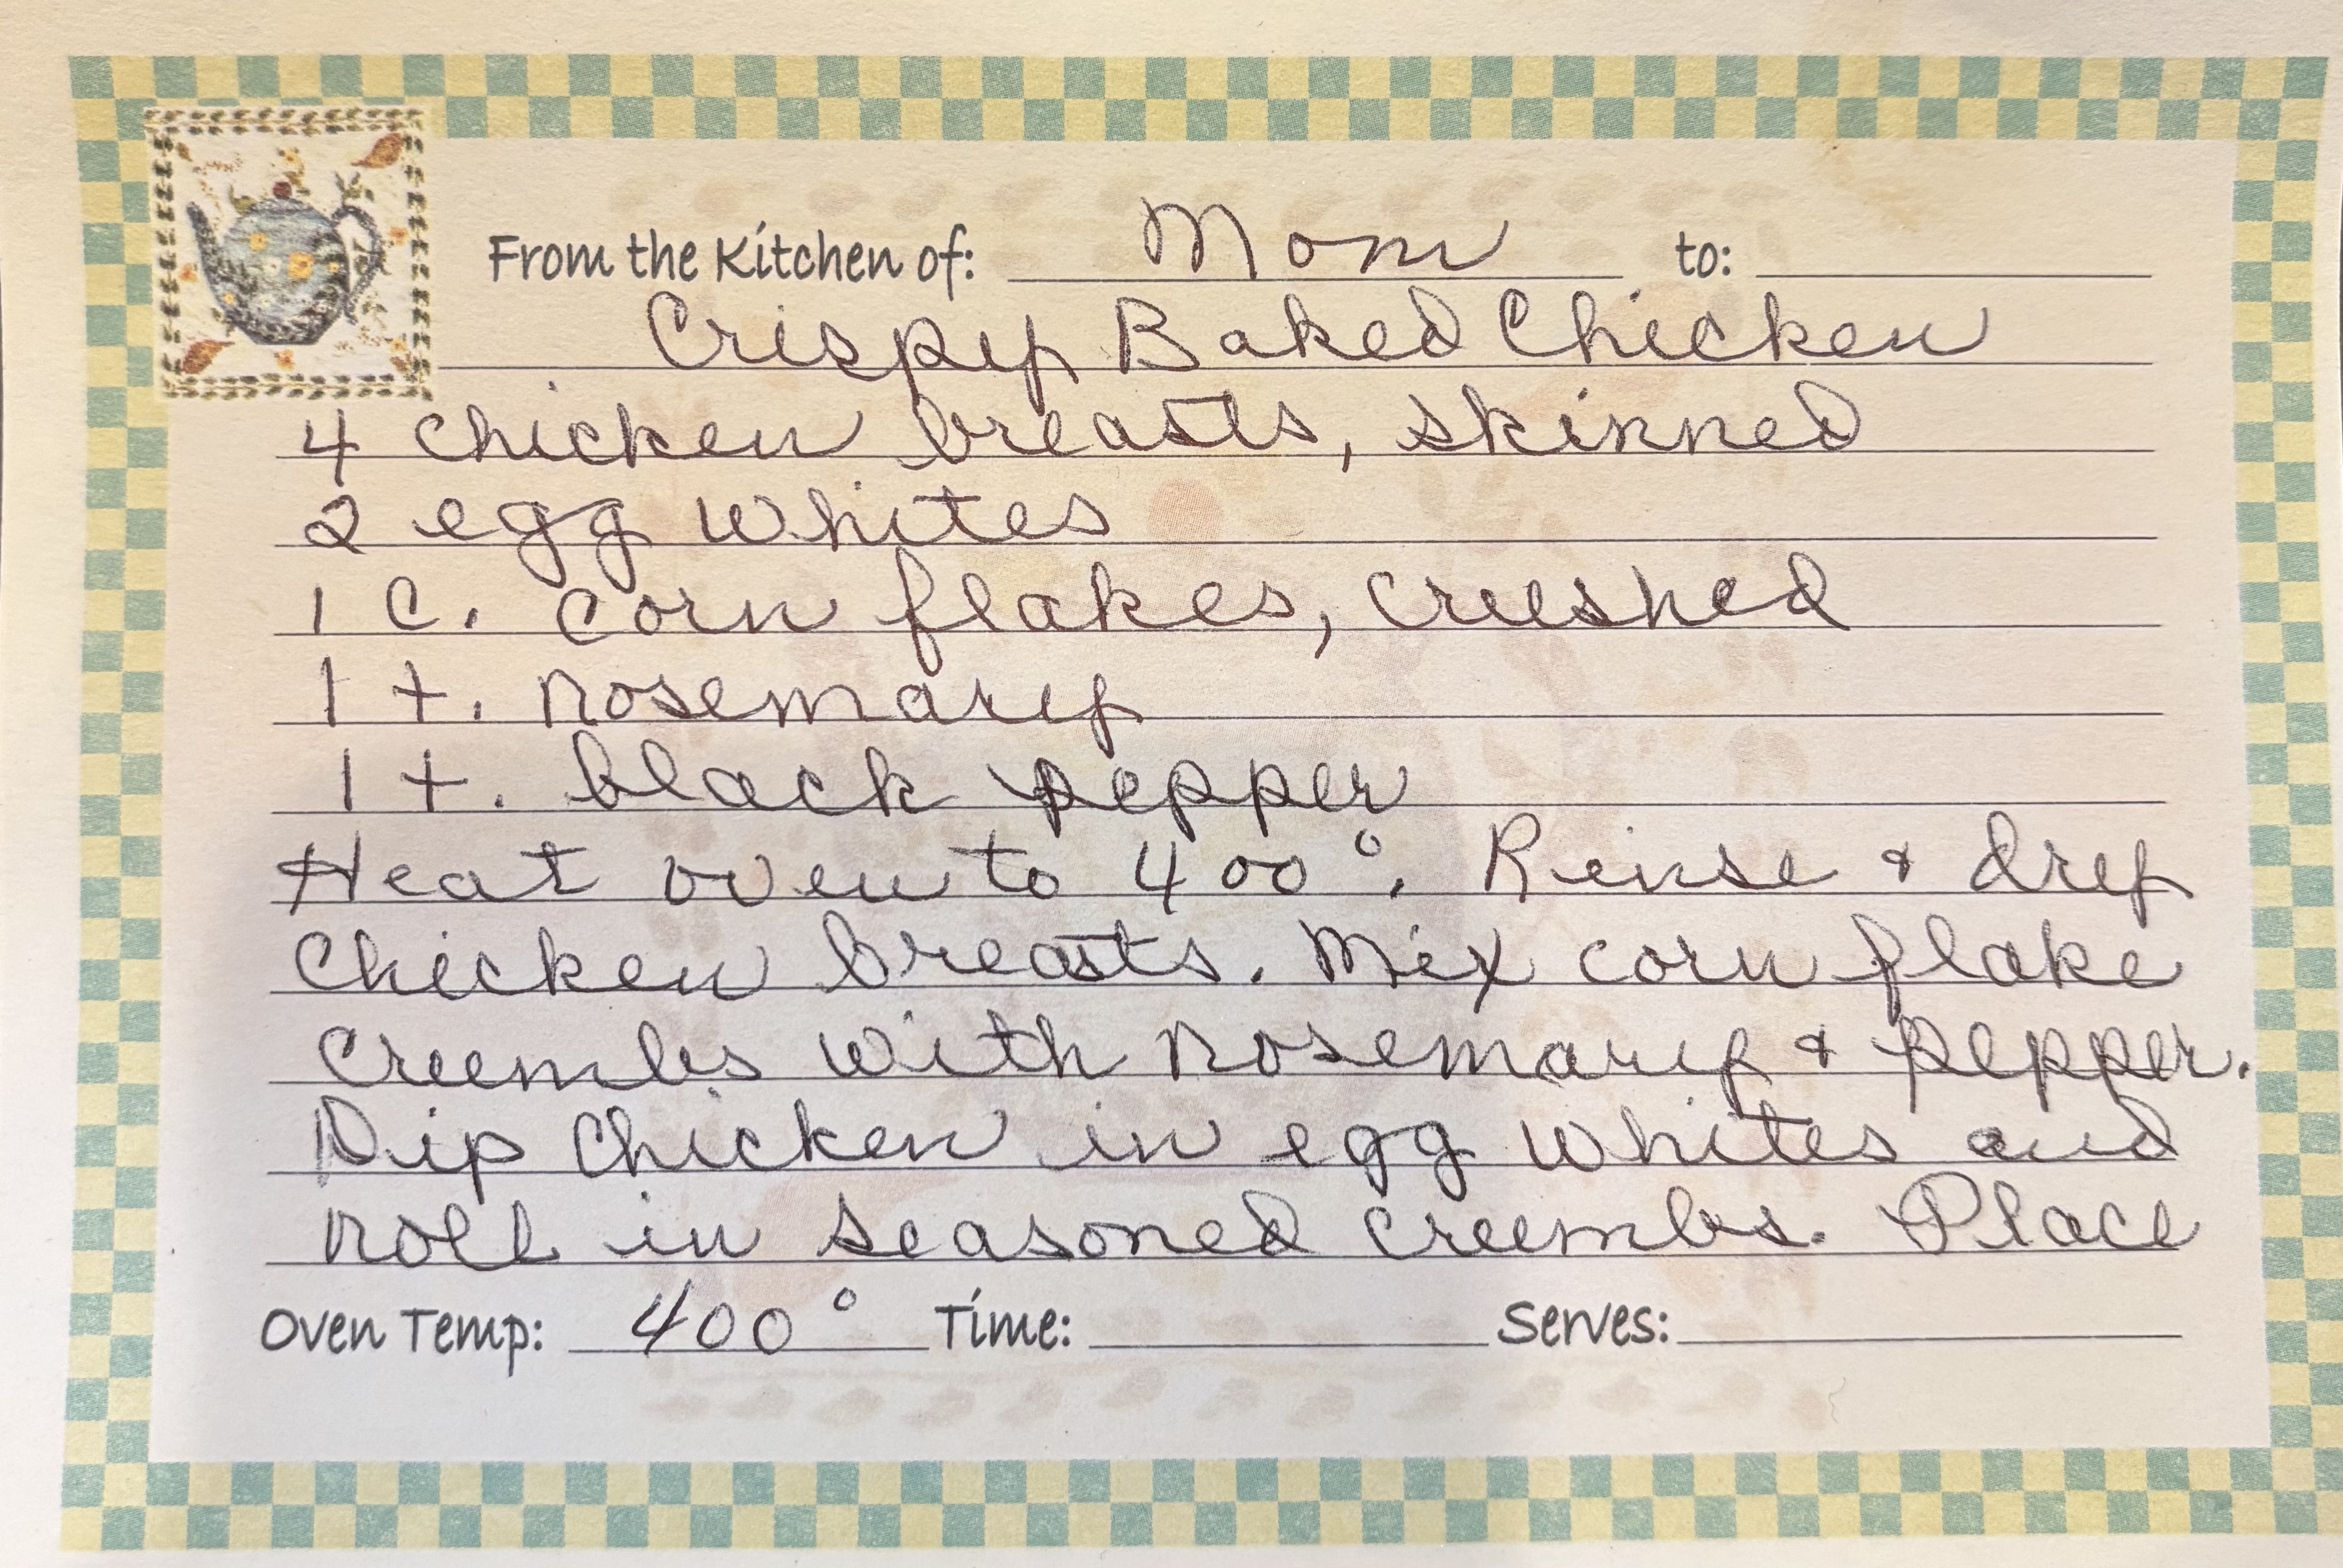 From the Kitchen of: Mom to:
Crispy Baked Chicken
4 chicken breasts, skinned
2 egg whites
1 c. corn flakes, crushed
1 t. rosemary
1 t. black pepper
Heat oven to 400°. Rinse & dry
chicken breasts. Mix corn flake
crumbs with rosemary & pepper.
Dip chicken in egg whites and
roll in seasoned crumbs. Place
Oven Temp: 400° Time: Serves: